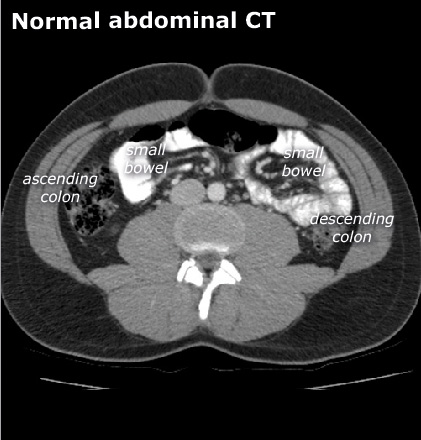 Normal abdominal CT
small
bowel
small
bowel
ascending
colon
descending
colon